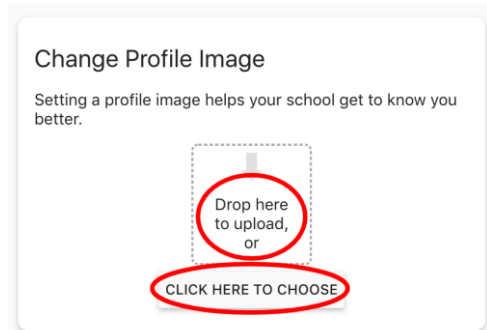 Change Profile Image
Setting a profile image helps your school get to know you
better.
Drop here
to upload,
or
CLICK HERE TO CHOOSE